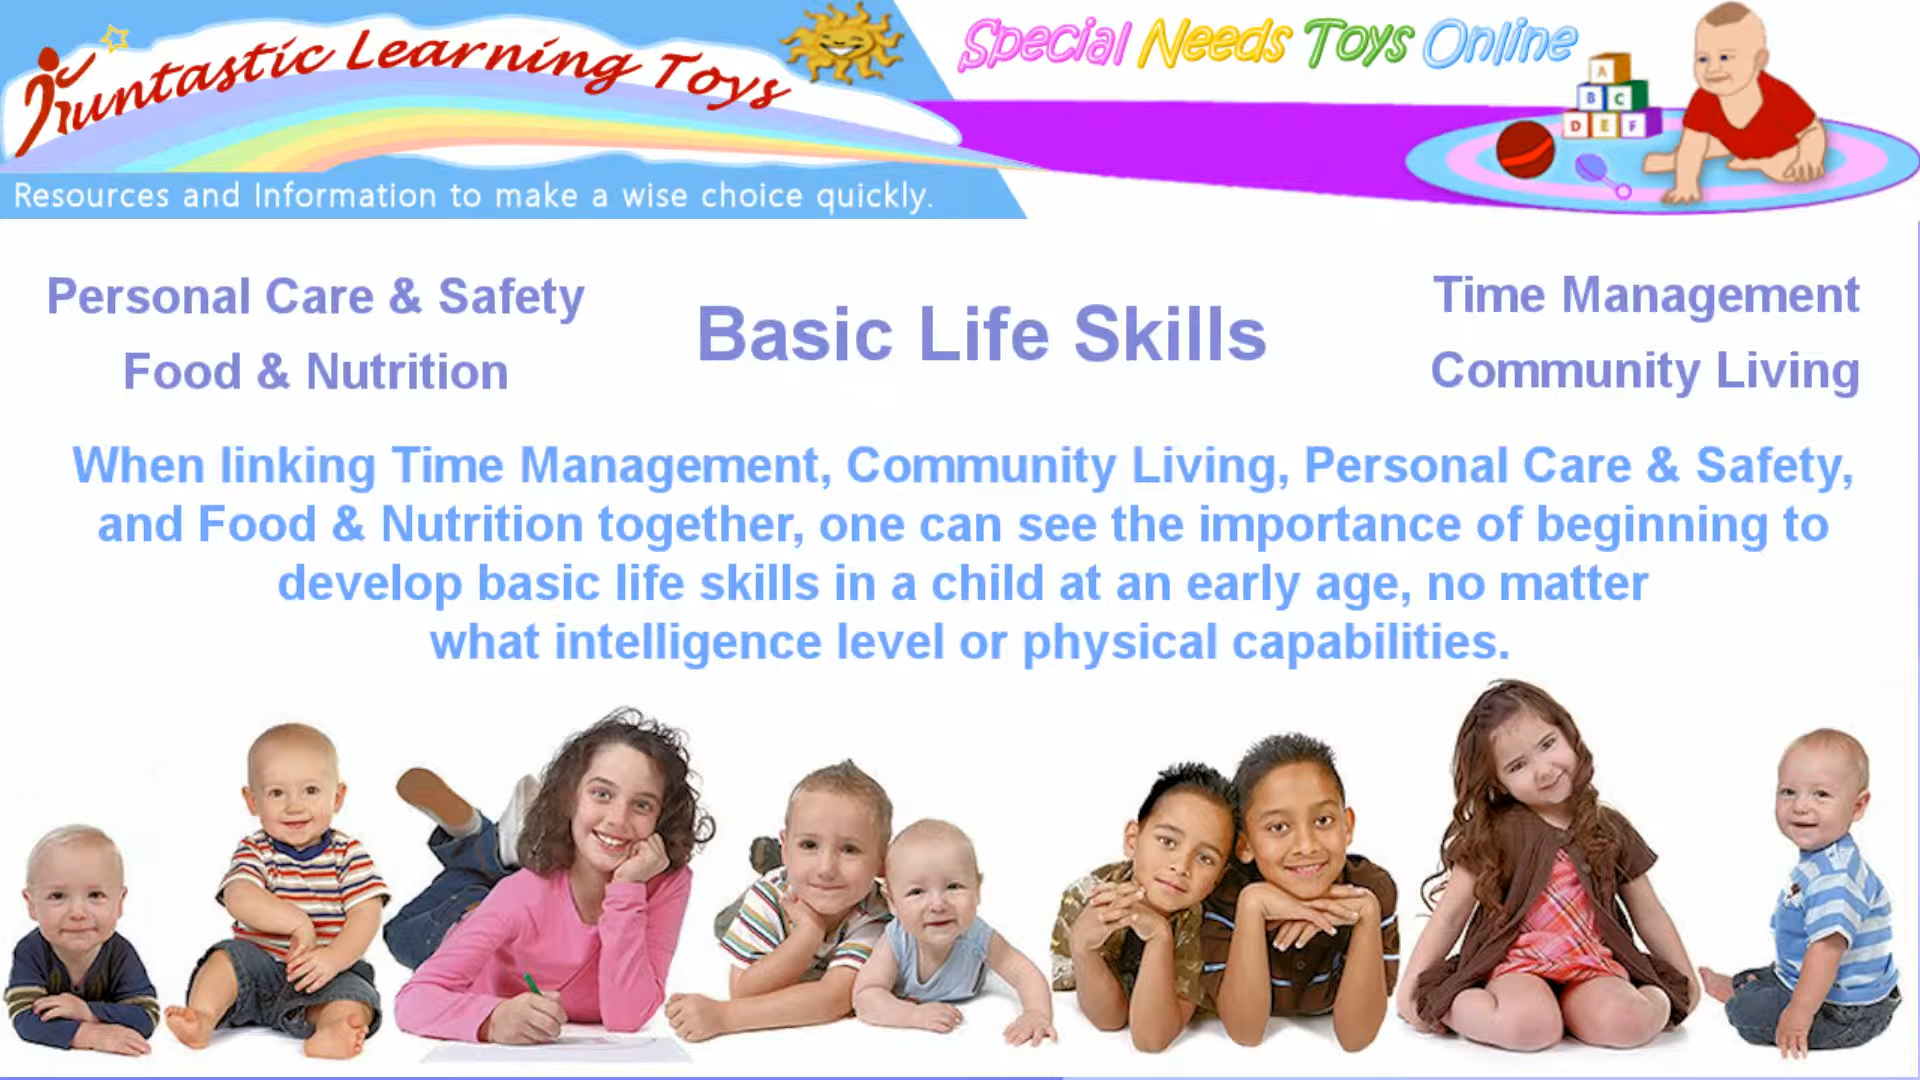 Funtastic Learning Toys
Special Needs Toys Online
A
B C
D E F
Resources and Information to make a wise choice quickly.
Personal Care & Safety
Food & Nutrition
Basic Life Skills
Time Management
Community Living
When linking Time Management, Community Living, Personal Care & Safety,
and Food & Nutrition together, one can see the importance of beginning to
develop basic life skills in a child at an early age, no matter
what intelligence level or physical capabilities.